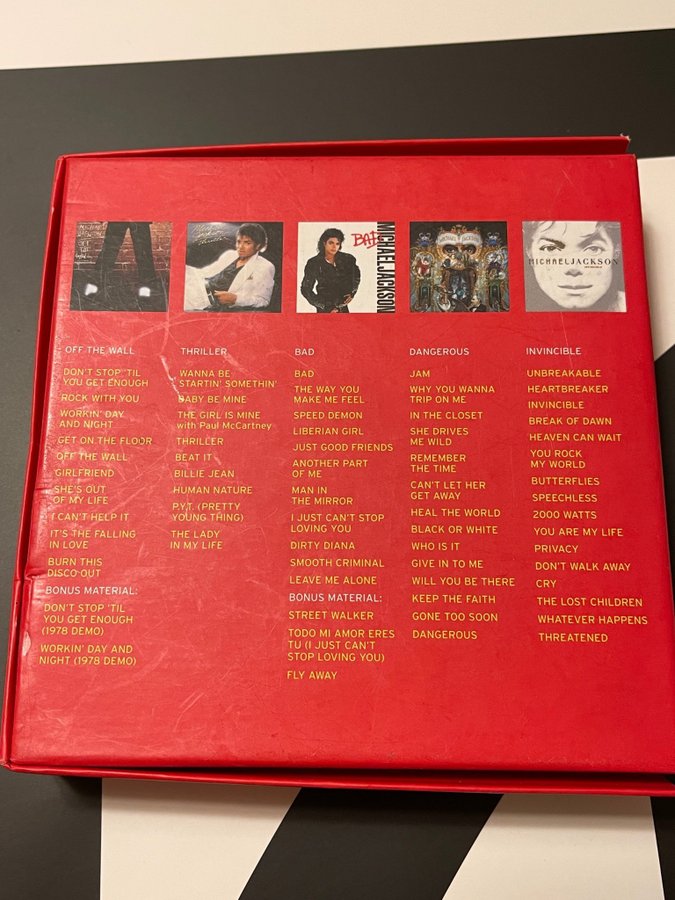 BAD
MICHAEL JACKSON
MICHAEL JACKSON
OFF THE WALL
DON'T STOP 'TIL
YOU GET ENOUGH
ROCK WITH YOU
WORKIN' DAY
AND NIGHT
GET ON THE FLOOR
OFF THE WALL
GIRLFRIEND
SHE'S OUT
OF MY LIFE
I CAN'T HELP IT
IT'S THE FALLING
IN LOVE
BURN THIS
DISCO OUT
BONUS MATERIAL:
DON'T STOP 'TIL
YOU GET ENOUGH
(1978 DEMO)
WORKIN' DAY AND
NIGHT (1978 DEMO)
THRILLER
WANNA BE
STARTIN' SOMETHIN'
BABY BE MINE
THE GIRL IS MINE
with Paul McCartney
THRILLER
BEAT IT
BILLIE JEAN
HUMAN NATURE
P.Y.T. (PRETTY
YOUNG THING)
THE LADY
IN MY LIFE
BAD
BAD
THE WAY YOU
MAKE ME FEEL
SPEED DEMON
LIBERIAN GIRL
JUST GOOD FRIENDS
ANOTHER PART
OF ME
MAN IN
THE MIRROR
I JUST CAN'T STOP
LOVING YOU
DIRTY DIANA
SMOOTH CRIMINAL
LEAVE ME ALONE
BONUS MATERIAL:
STREET WALKER
TODO MI AMOR ERES
TU (I JUST CAN'T
STOP LOVING YOU)
FLY AWAY
DANGEROUS
JAM
WHY YOU WANNA
TRIP ON ME
IN THE CLOSET
SHE DRIVES
ME WILD
REMEMBER
THE TIME
CAN'T LET HER
GET AWAY
HEAL THE WORLD
BLACK OR WHITE
WHO IS IT
GIVE IN TO ME
WILL YOU BE THERE
KEEP THE FAITH
GONE TOO SOON
DANGEROUS
INVINCIBLE
UNBREAKABLE
HEARTBREAKER
INVINCIBLE
BREAK OF DAWN
HEAVEN CAN WAIT
YOU ROCK
MY WORLD
BUTTERFLIES
SPEECHLESS
2000 WATTS
YOU ARE MY LIFE
PRIVACY
DON'T WALK AWAY
CRY
THE LOST CHILDREN
WHATEVER HAPPENS
THREATENED